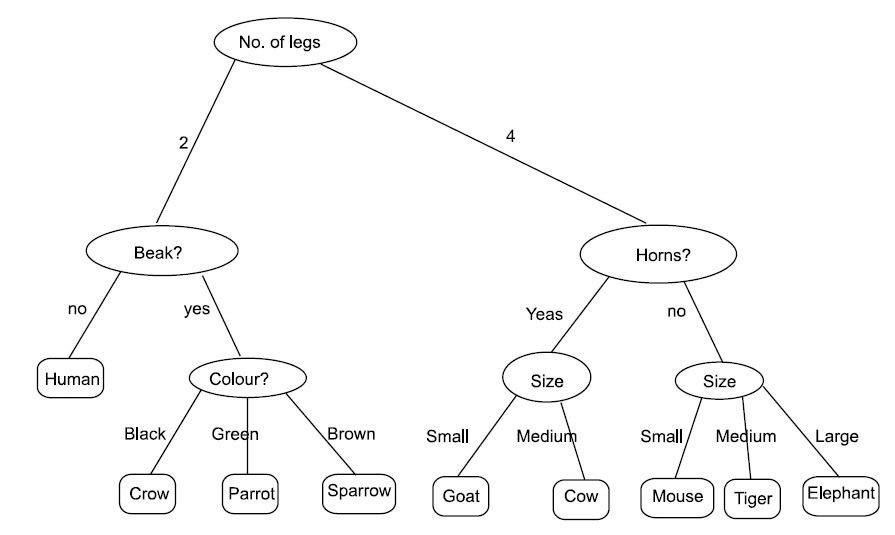 No. of legs
2
4
Beak?
Horns?
no
yes
Yeas
no
Human
Colour?
Size
Size
Black
Green
Brown
Small
Medium
Small
Medium
Large
Crow
Parrot
Sparrow
Goat
Cow
Mouse
Tiger
Elephant